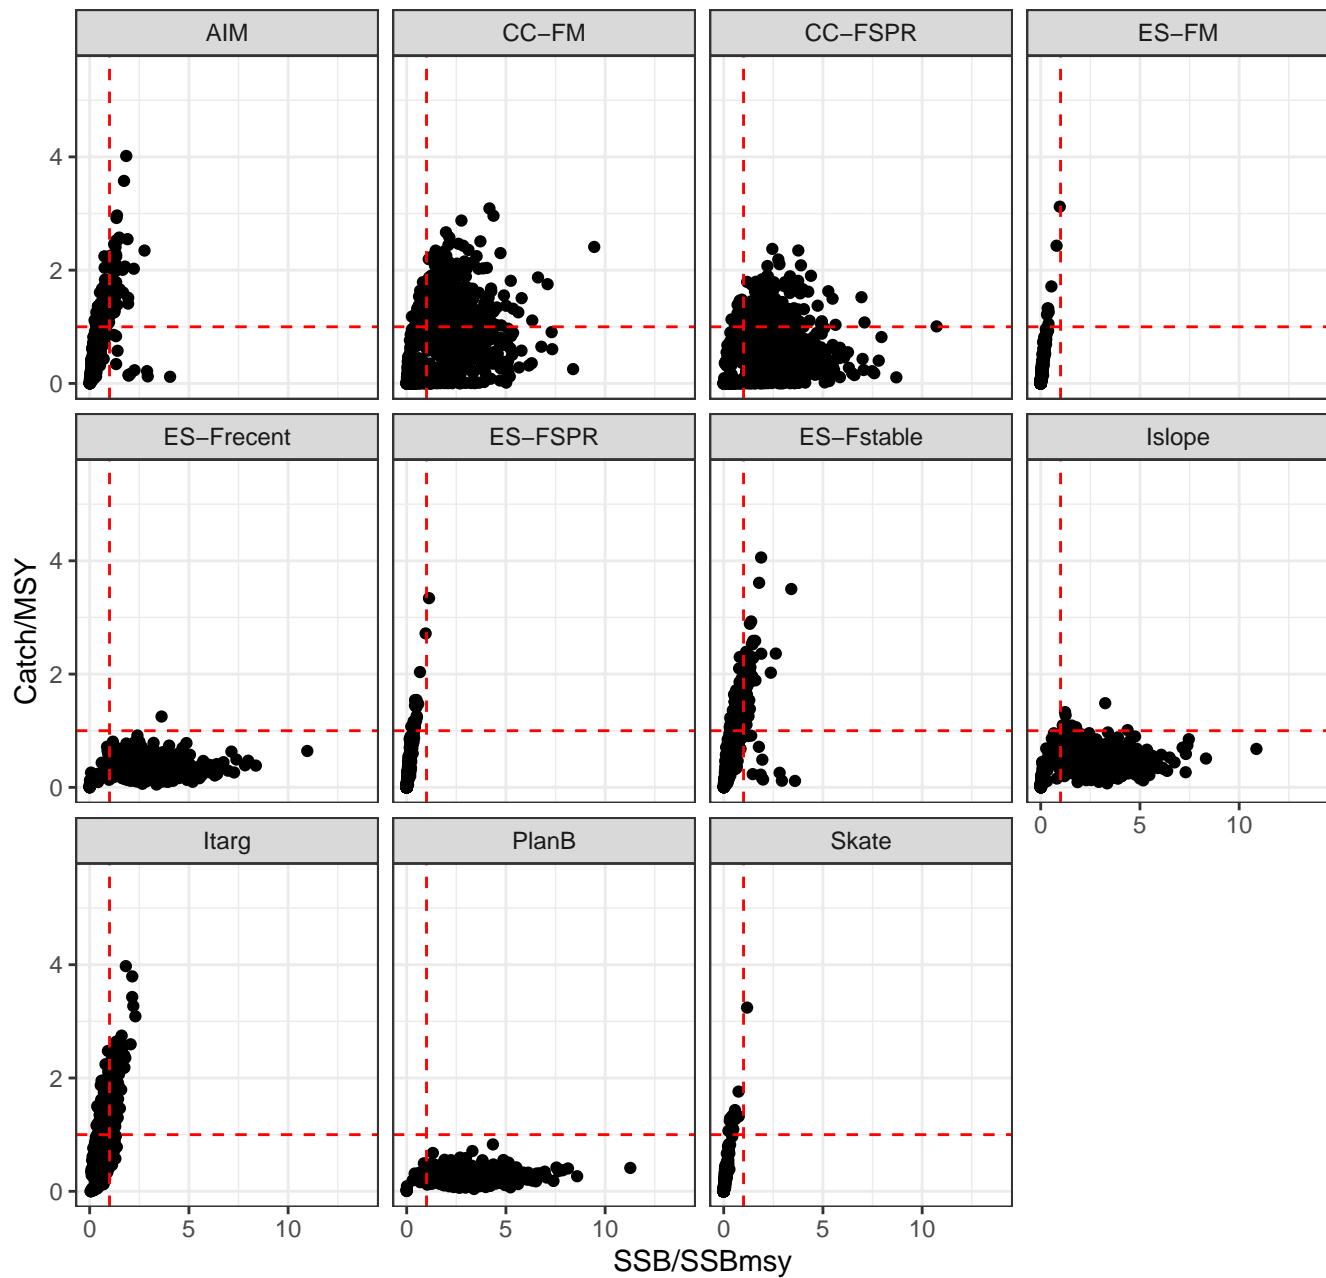 AIM
CC−FM
CC−FSPR
ES−FM
4
2
0
ES−Frecent
ES−FSPR
ES−Fstable
Islope
4
2
0
0 5 10
Itarg
PlanB
Skate
4
2
0
0 5 10
0 5 10
0 5 10
Catch/MSY
SSB/SSBmsy